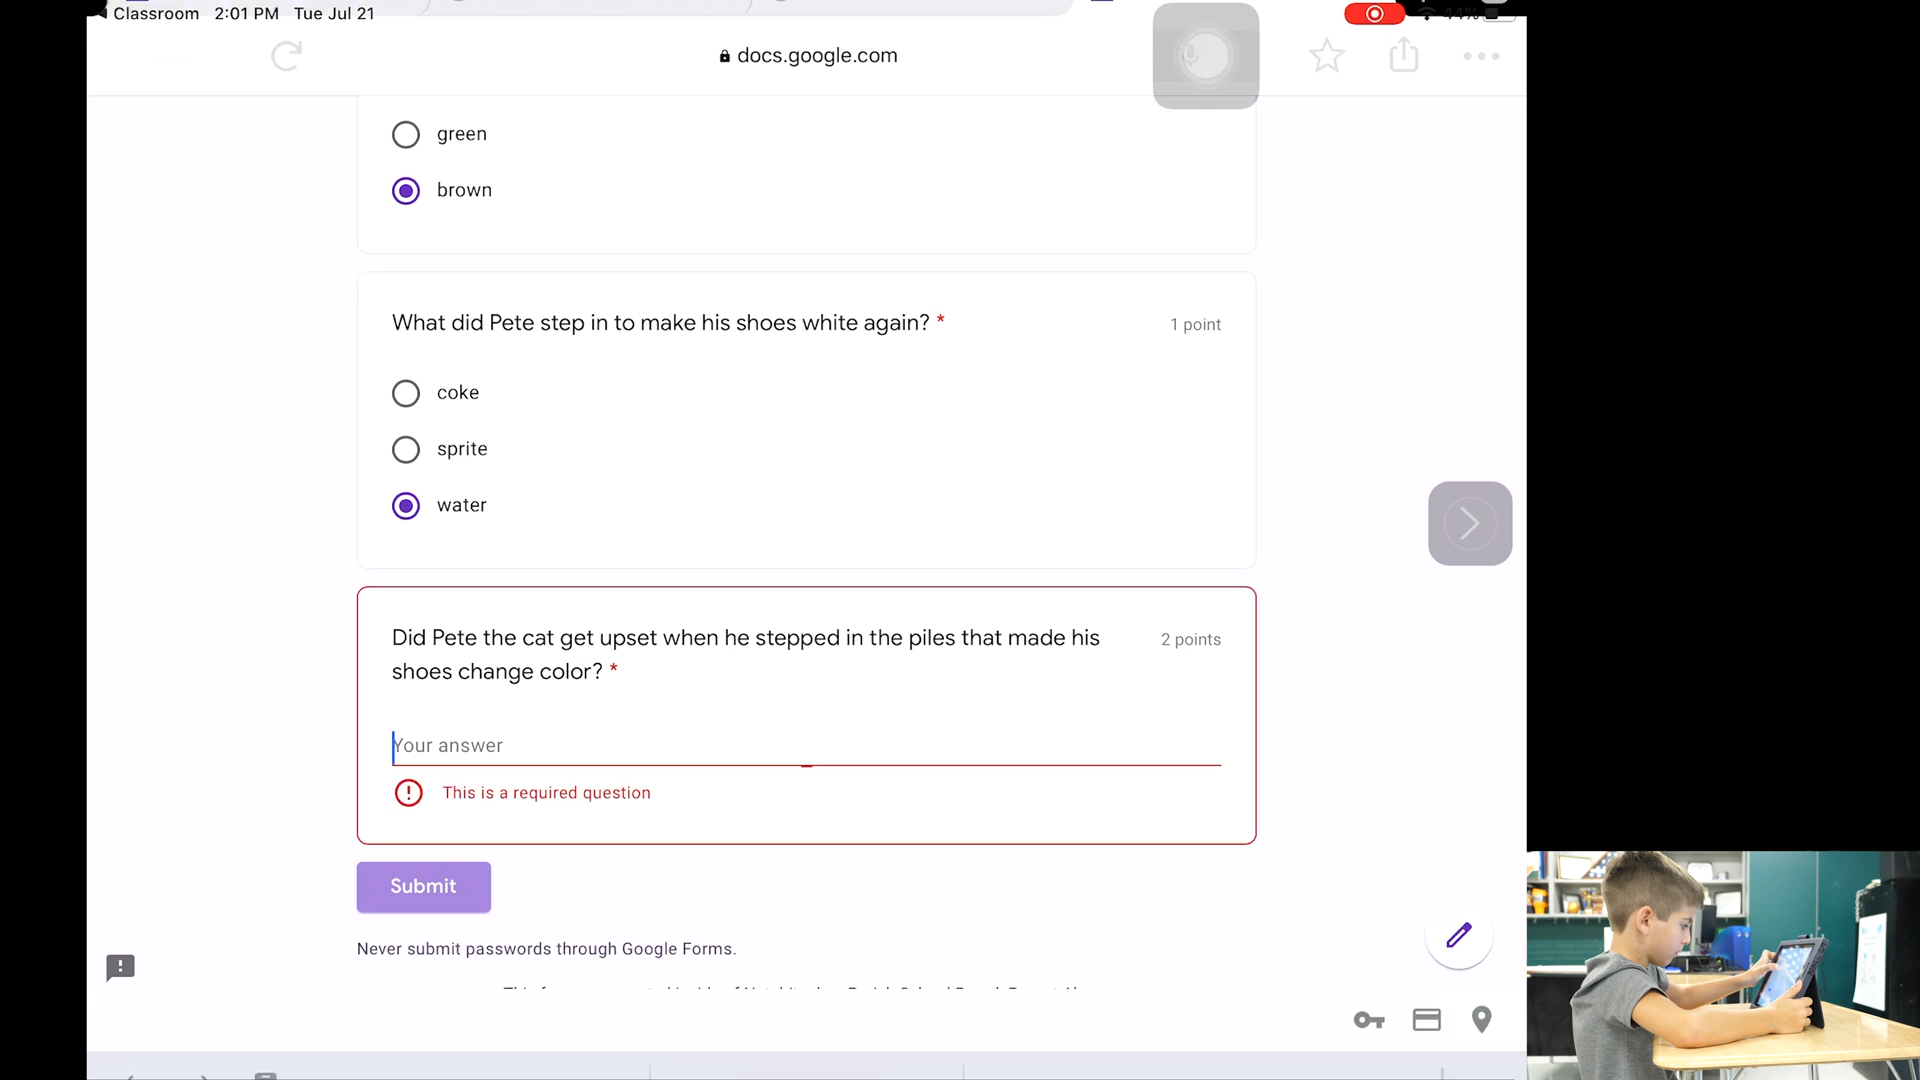 Classroom 2:01 PM Tue Jul 21
44%
docs.google.com
green
brown
What did Pete step in to make his shoes white again? *
1 point
coke
sprite
water
Did Pete the cat get upset when he stepped in the piles that made his
shoes change color? *
2 points
Your answer
This is a required question
Submit
Never submit passwords through Google Forms.